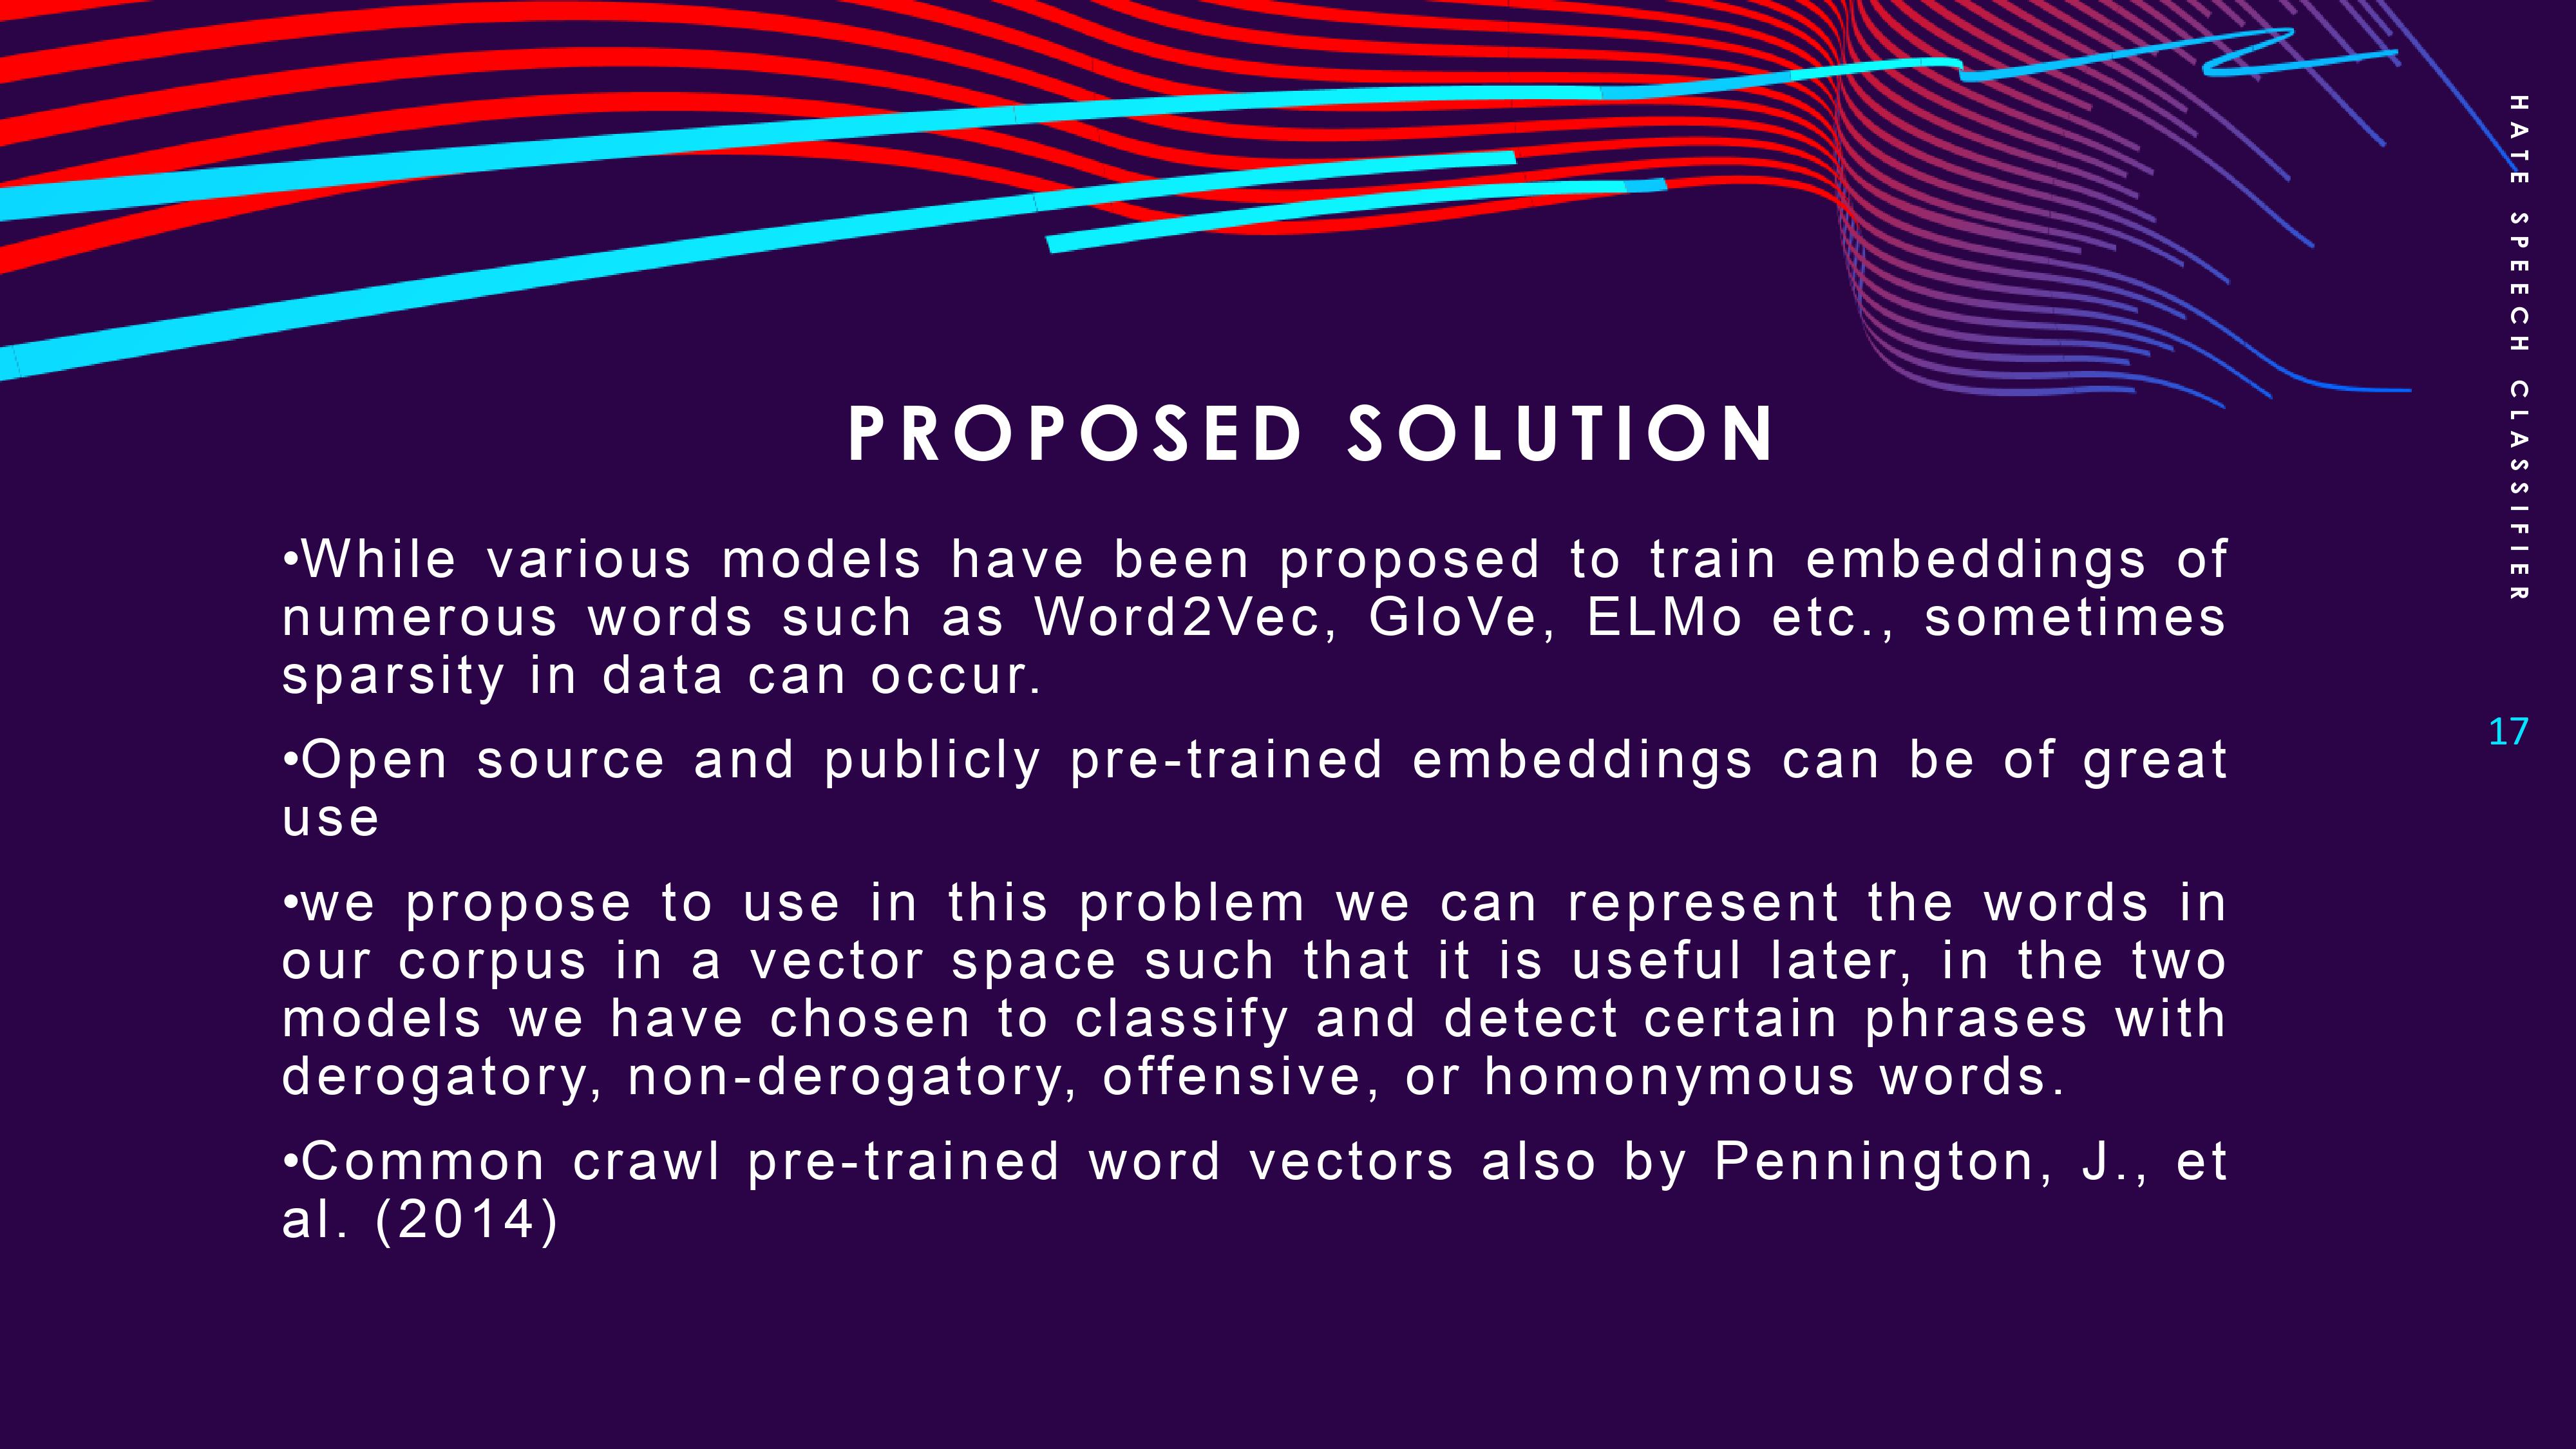 HATE SPEECH CLASSIFIER
PROPOSED SOLUTION
•While various models have been proposed to train embeddings of
numerous words such as Word2Vec, GloVe, ELMo etc., sometimes
sparsity in data can occur.
17
•Open source and publicly pre-trained embeddings can be of great
use
•we propose to use in this problem we can represent the words in
our corpus in a vector space such that it is useful later, in the two
models we have chosen to classify and detect certain phrases with
derogatory, non-derogatory, offensive, or homonymous words.
•Common crawl pre-trained word vectors also by Pennington, J., et
al. (2014)